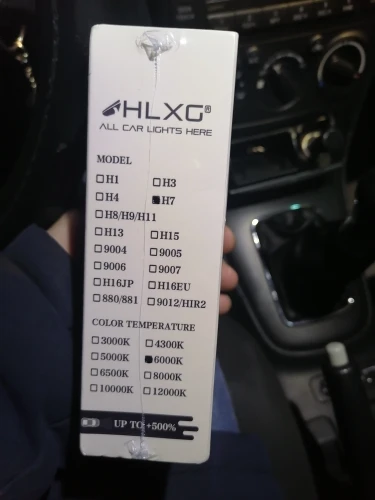 HLXG®
ALL CAR LIGHTS HERE
MODEL
H1 H3
H4 H7
H8/H9/H11
H13 H15
9004 9005
9006 9007
H16JP H16EU
880/881 9012/HIR2
COLOR TEMPERATURE
3000K 4300K
5000K 6000K
6500K 8000K
10000K 12000K
UP TO +500%